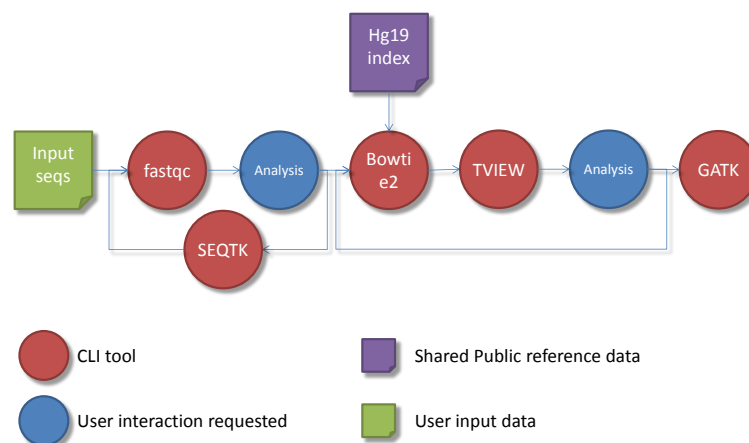 Hg19
index
Input
seqs
fastqc
Analysis
Bowti
e2
TVIEW
Analysis
GATK
SEQTK
CLI tool
Shared Public reference data
User interaction requested
User input data